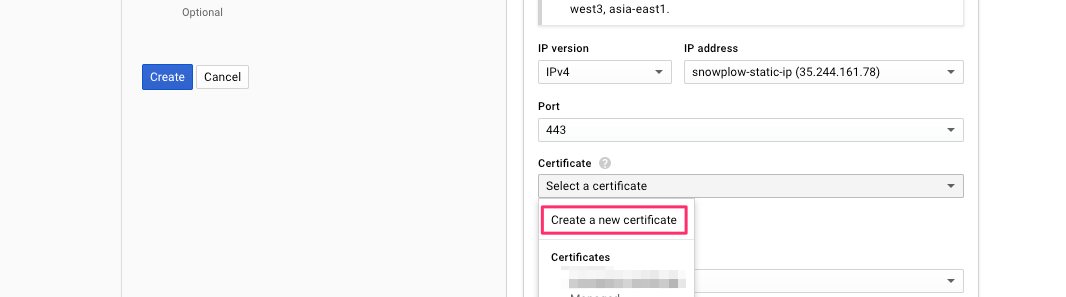 Optional
Create Cancel
west3, asia-east1.
IP version IP address
IPv4 snowplow-static-ip (35.244.161.78)
Port
443
Certificate ?
Select a certificate
Create a new certificate
Certificates
Managed